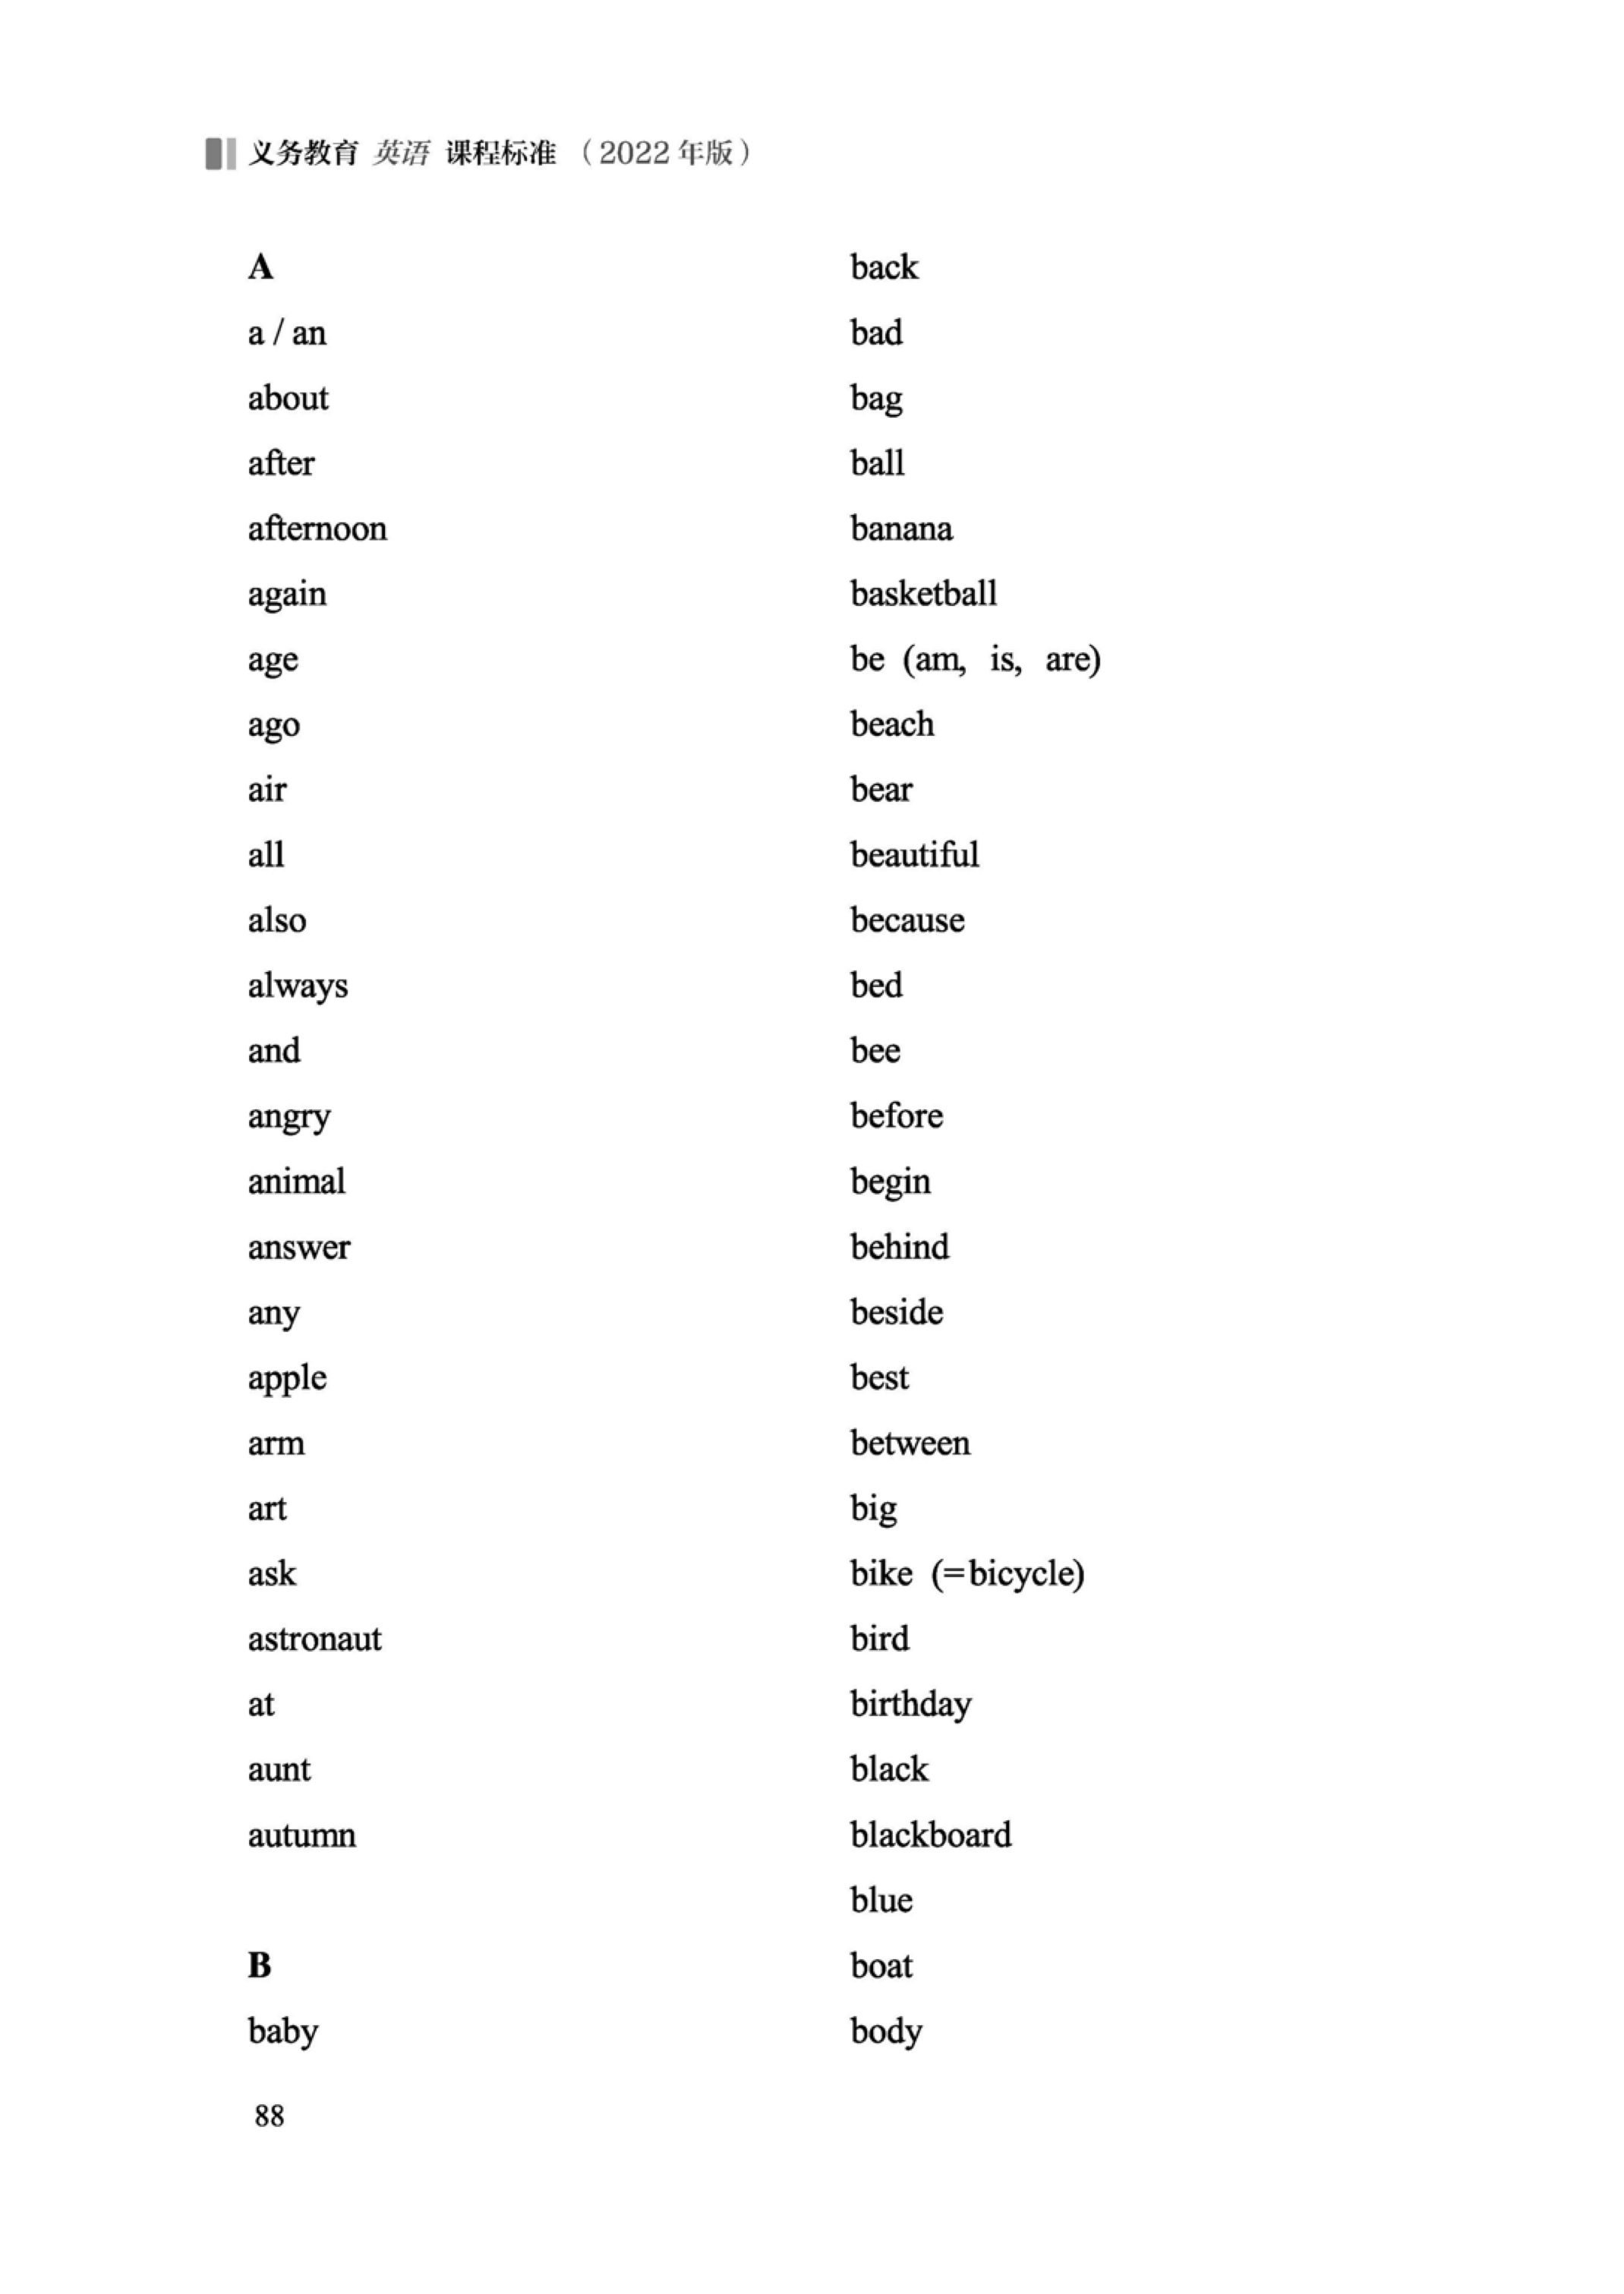 义务教育 英语 课程标准（2022 年版）
A
a / an
about
after
afternoon
again
age
ago
air
all
also
always
and
angry
animal
answer
any
apple
arm
art
ask
astronaut
at
aunt
autumn
B
baby
back
bad
bag
ball
banana
basketball
be (am, is, are)
beach
bear
beautiful
because
bed
bee
before
begin
behind
beside
best
between
big
bike (=bicycle)
bird
birthday
black
blackboard
blue
boat
body
88